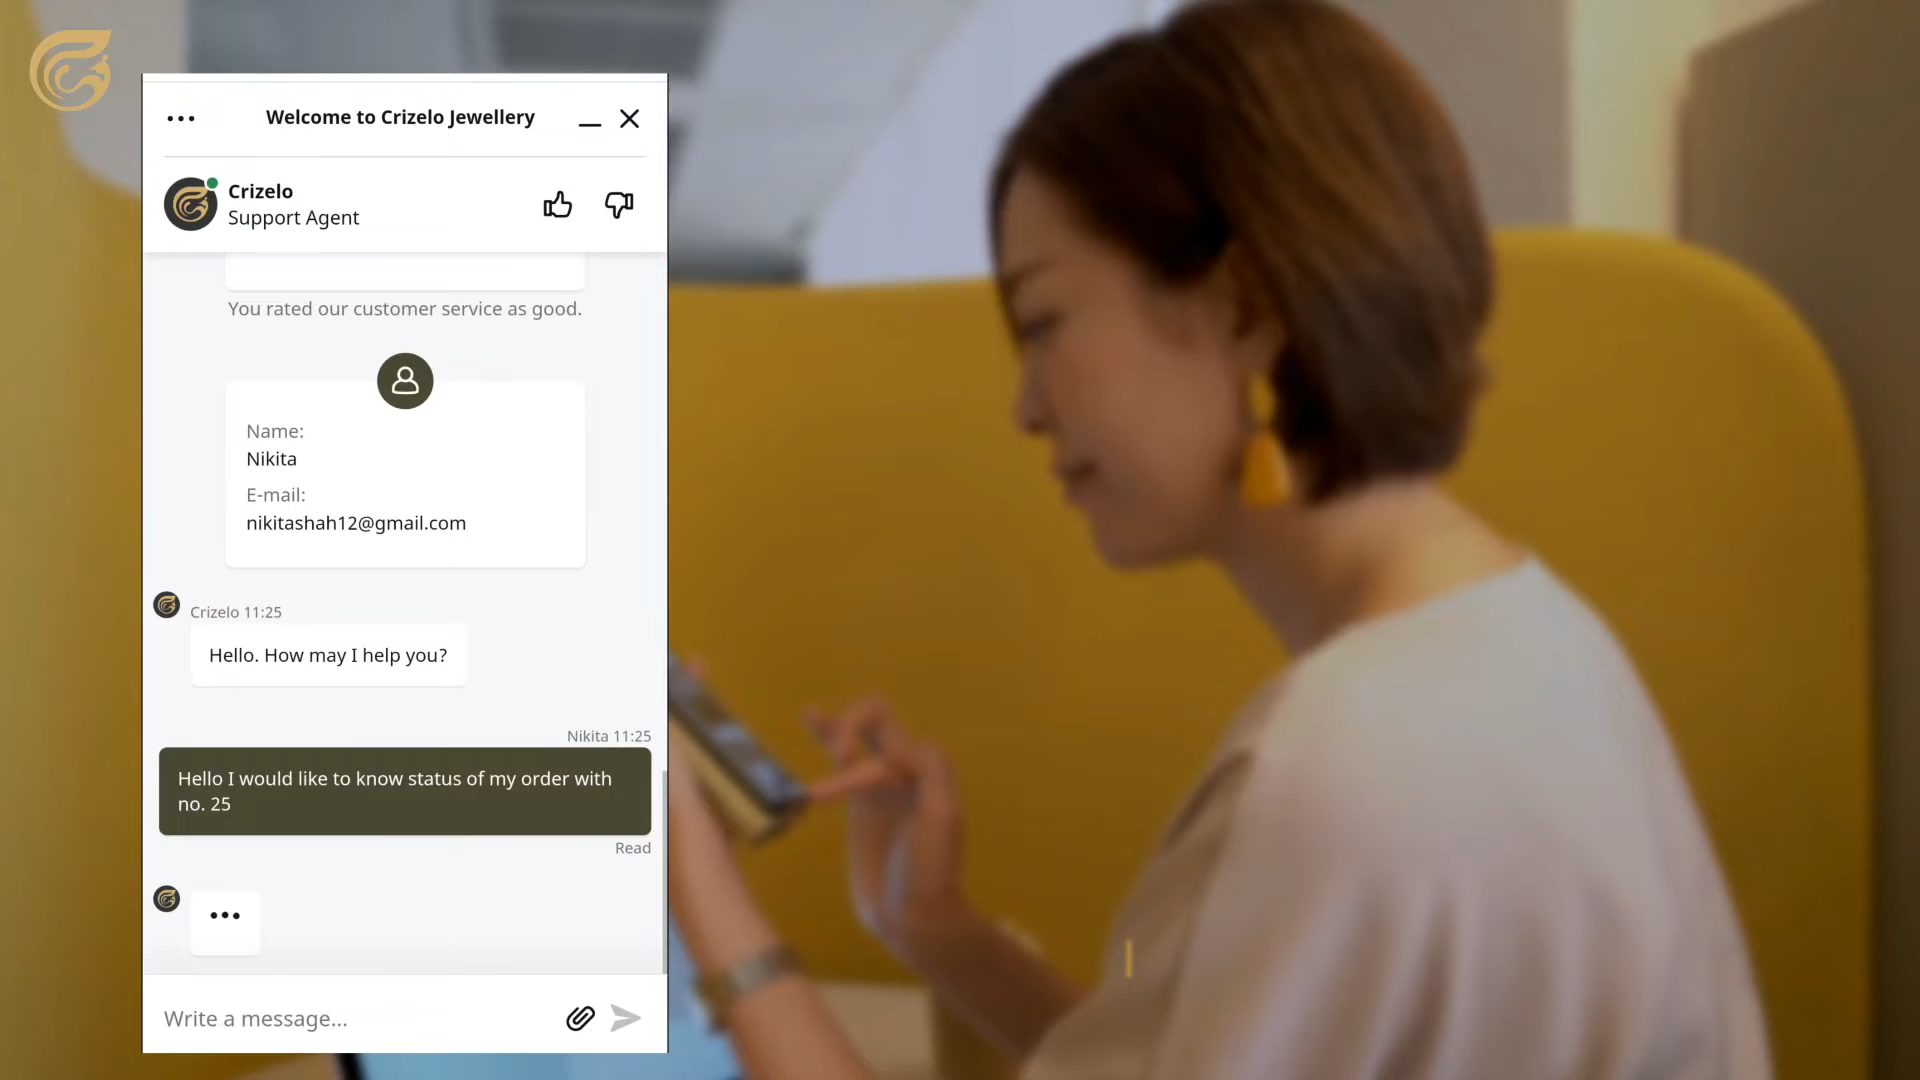 Welcome to Crizelo Jewellery
Crizelo
Support Agent
You rated our customer service as good.
Name:
Nikita
E-mail:
nikitashah12@gmail.com
Crizelo 11:25
Hello. How may I help you?
Nikita 11:25
Hello I would like to know status of my order with
no. 25
Read
Write a message...